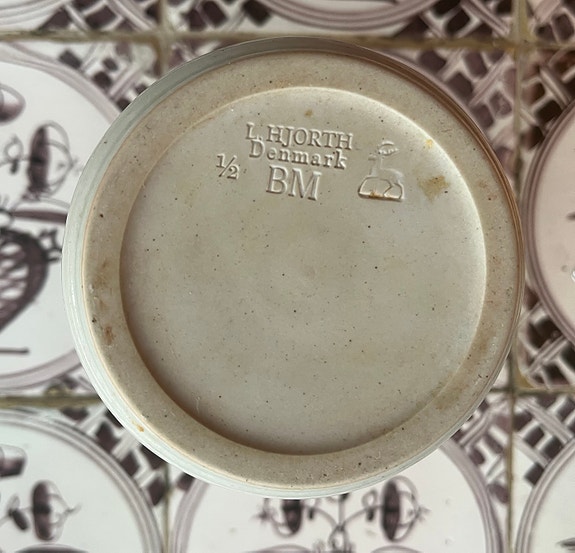 L. HJORTH
Denmark
½ BM